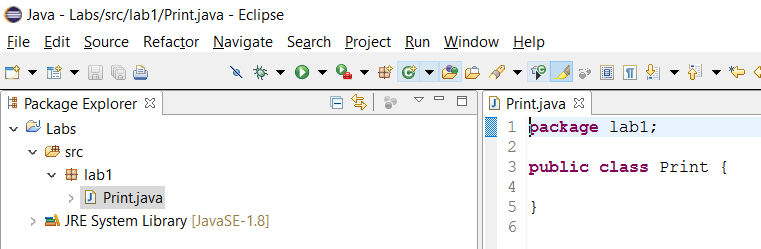 Java - Labs/src/lab1/Print.java - Eclipse
File Edit Source Refactor Navigate Search Project Run Window Help
Package Explorer
Labs
src
lab1
Print.java
JRE System Library [JavaSE-1.8]
Print.java
1 package lab1;
2
3 public class Print {
4
5 }
6